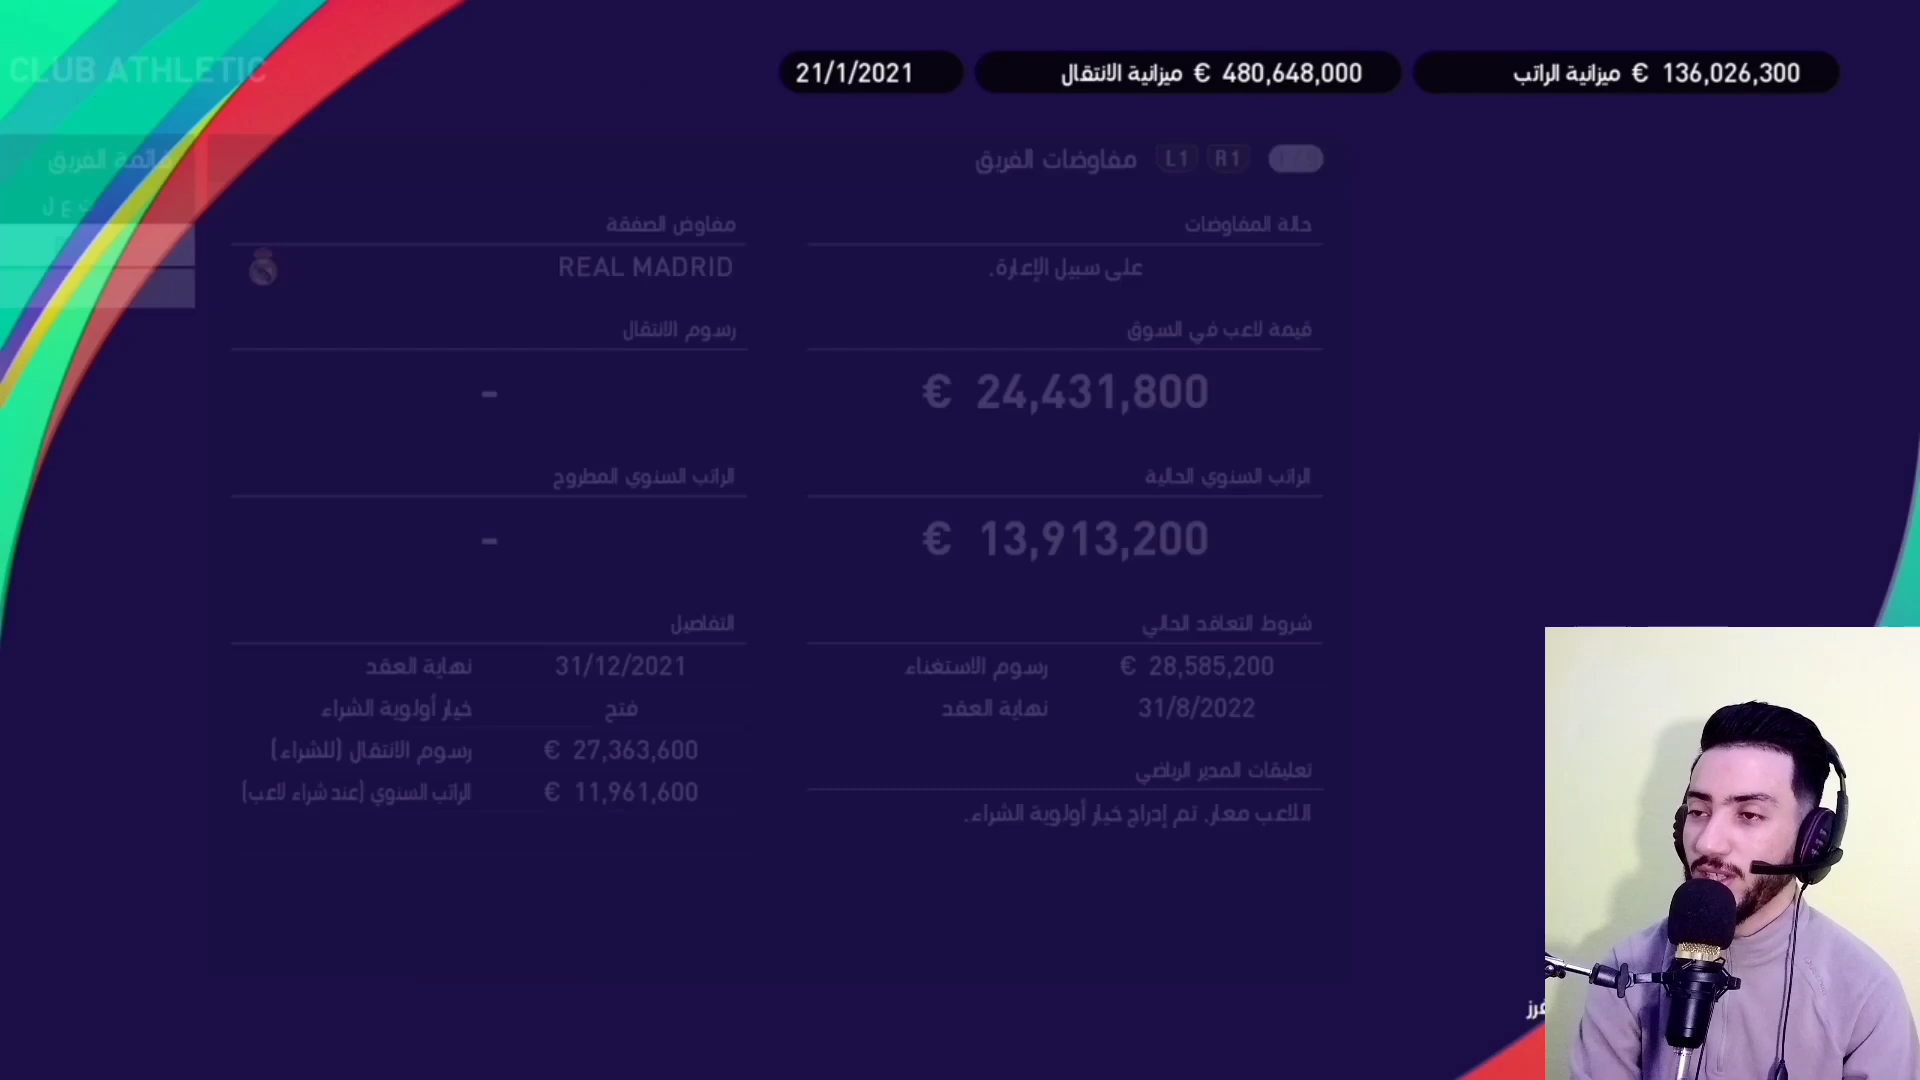 CLUB ATHLETIC
21/1/2021
ميزانية الانتقال € 480,648,000
ميزانية الراتب € 136,026,300
قائمة الفريق
مفاوضات الفريق L1 R1
حالة المفاوضات
على سبيل الإعارة.
مفاوض الصفقة
REAL MADRID
قيمة لاعب في السوق
€ 24,431,800
رسوم الانتقال
-
الراتب السنوي الحالية
€ 13,913,200
الراتب السنوي المطروح
-
شروط التعاقد الحالي
رسوم الاستغناء € 28,585,200
نهاية العقد 31/8/2022
التفاصيل
نهاية العقد 31/12/2021
خيار أولوية الشراء فتح
رسوم الانتقال (للشراء) € 27,363,600
الراتب السنوي (عند شراء لاعب) € 11,961,600
تعليقات المدير الرياضي
اللاعب معار. تم إدراج خيار أولوية الشراء.